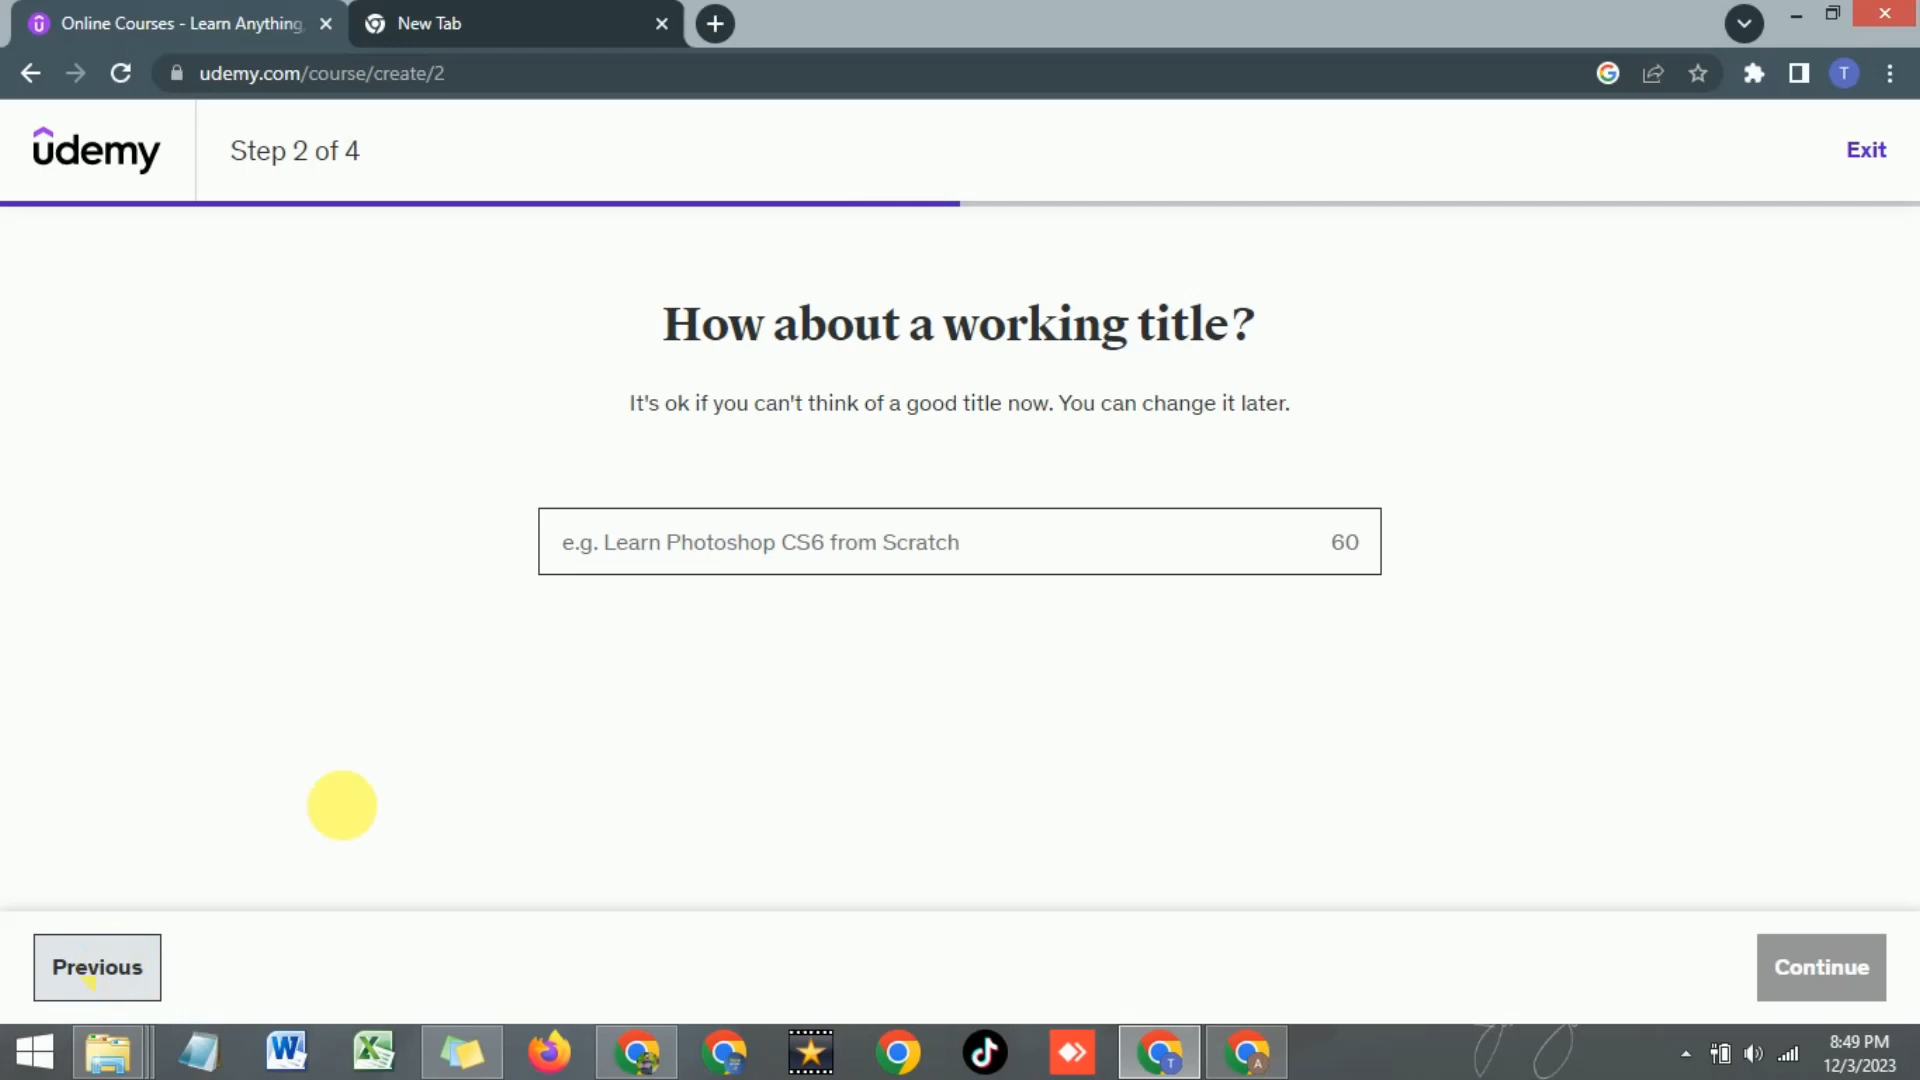 Online Courses - Learn Anything,
New Tab
udemy.com/course/create/2
T
udemy
Step 2 of 4
Exit
How about a working title?
It's ok if you can't think of a good title now. You can change it later.
e.g. Learn Photoshop CS6 from Scratch
60
Previous
Continue
8:49 PM
12/3/2023